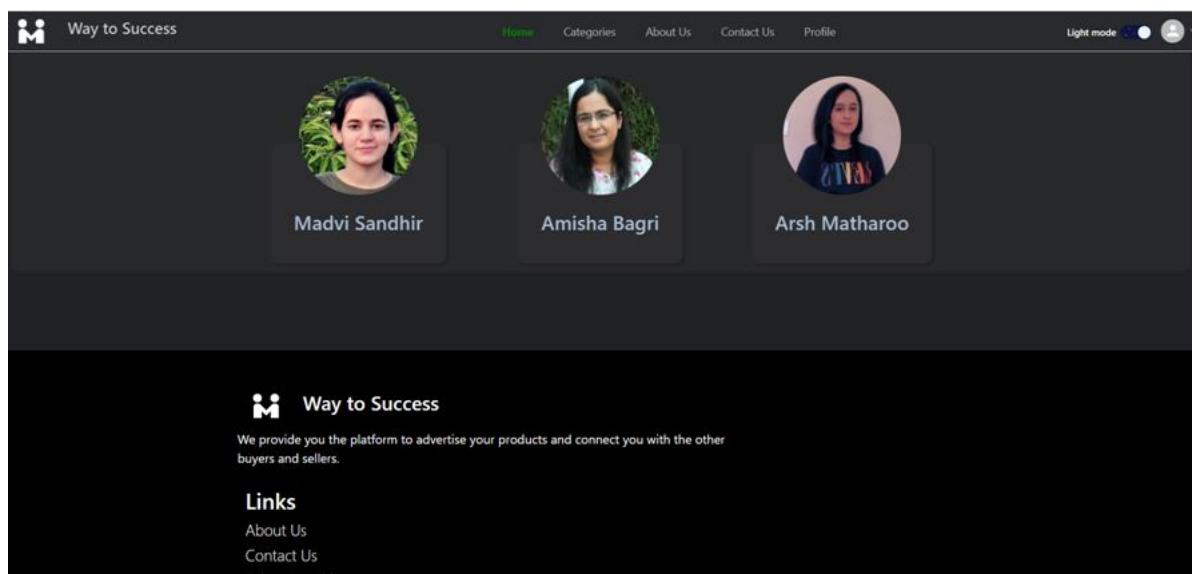 Way to Success
Home Categories About Us Contact Us Profile
Light mode
Madvi Sandhir
Amisha Bagri
Arsh Matharoo
Way to Success
We provide you the platform to advertise your products and connect you with the other
buyers and sellers.
Links
About Us
Contact Us